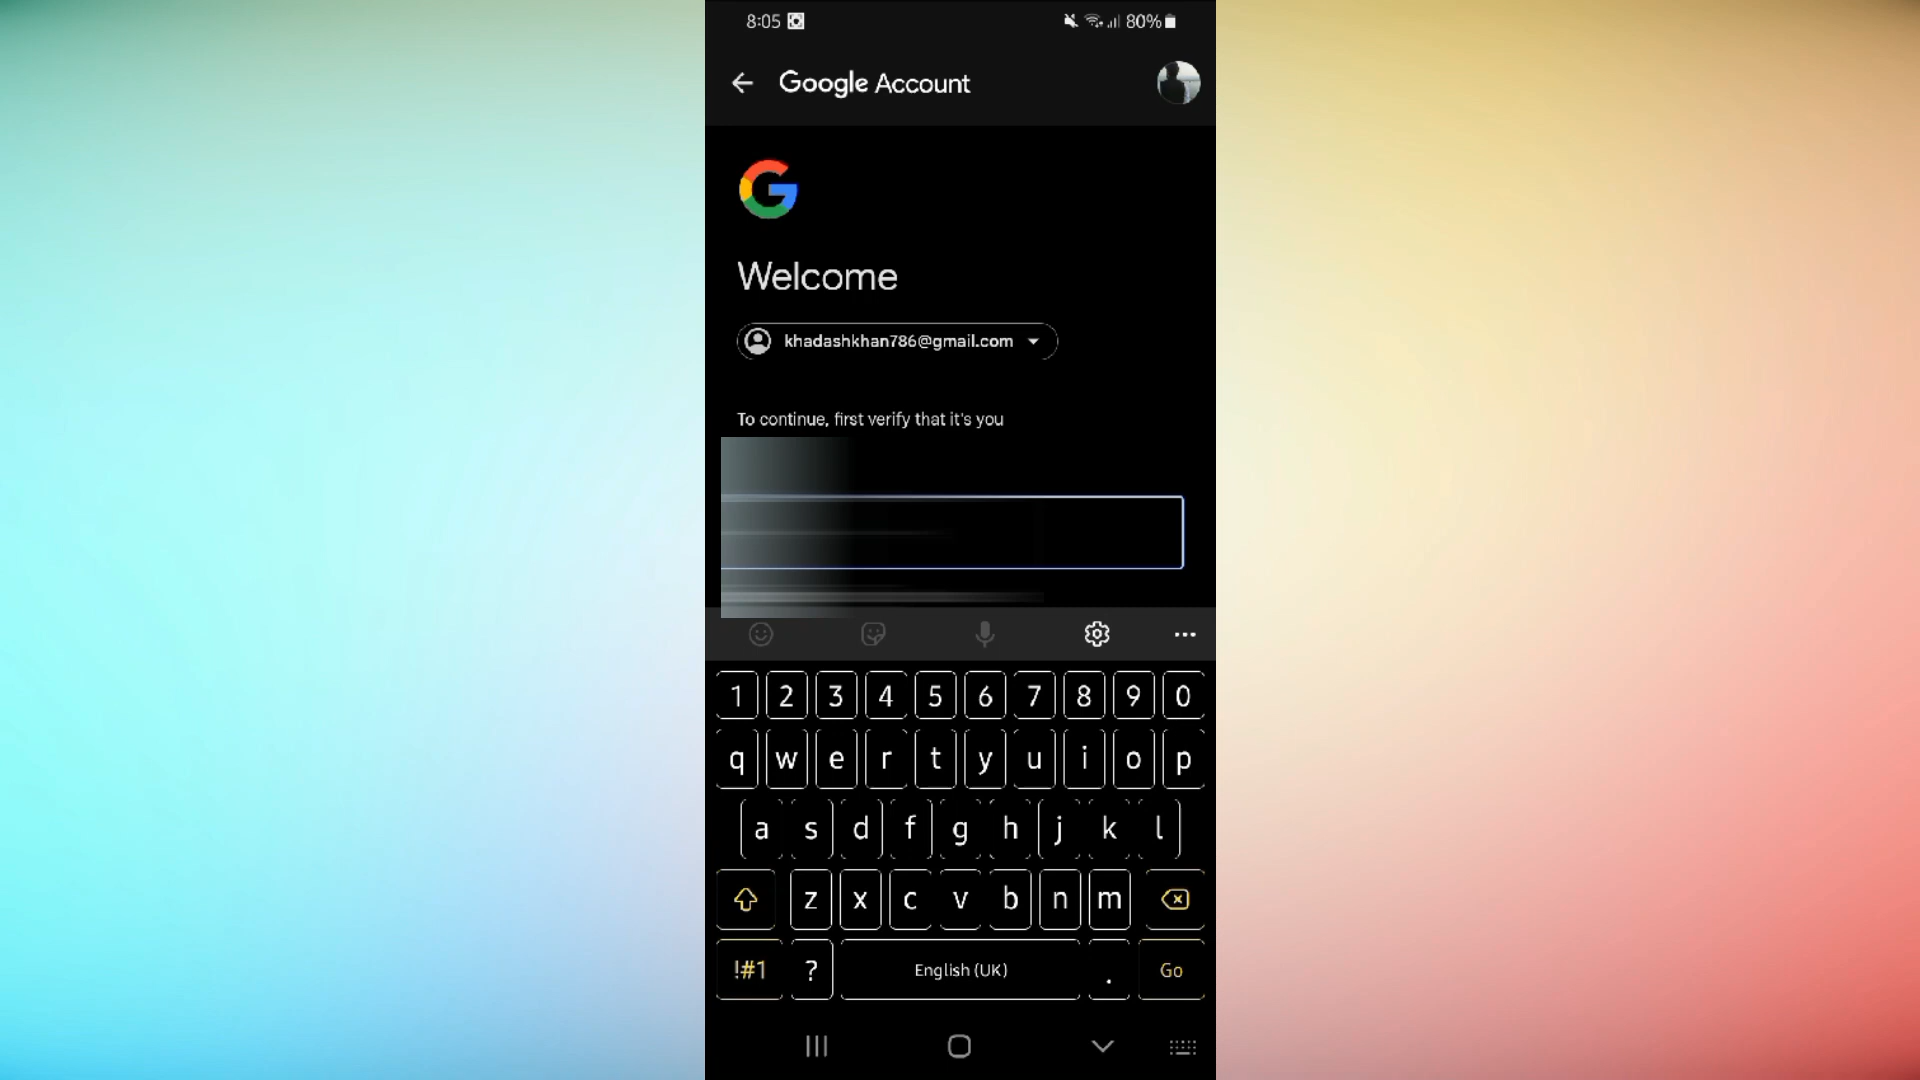 8:05 80%
Google Account
G
Welcome
khadashkhan786@gmail.com
To continue, first verify that it's you
1 2 3 4 5 6 7 8 9 0
q w e r t y u i o p
a s d f g h j k l
z x c v b n m
!#1 ? English (UK) . Go